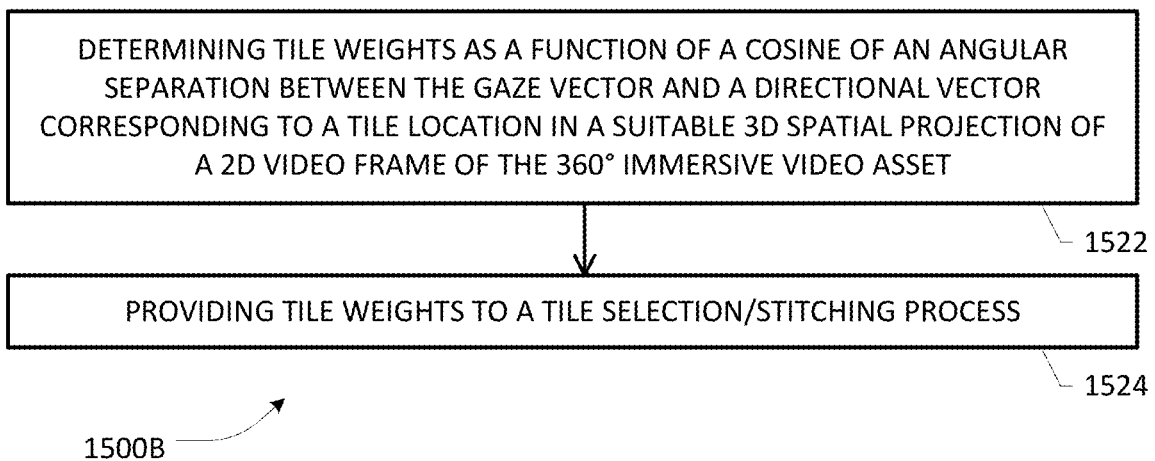 DETERMINING TILE WEIGHTS AS A FUNCTION OF A COSINE OF AN ANGULAR
SEPARATION BETWEEN THE GAZE VECTOR AND A DIRECTIONAL VECTOR
CORRESPONDING TO A TILE LOCATION IN A SUITABLE 3D SPATIAL PROJECTION OF
A 2D VIDEO FRAME OF THE 360° IMMERSIVE VIDEO ASSET
1522
PROVIDING TILE WEIGHTS TO A TILE SELECTION/STITCHING PROCESS
1524
1500B